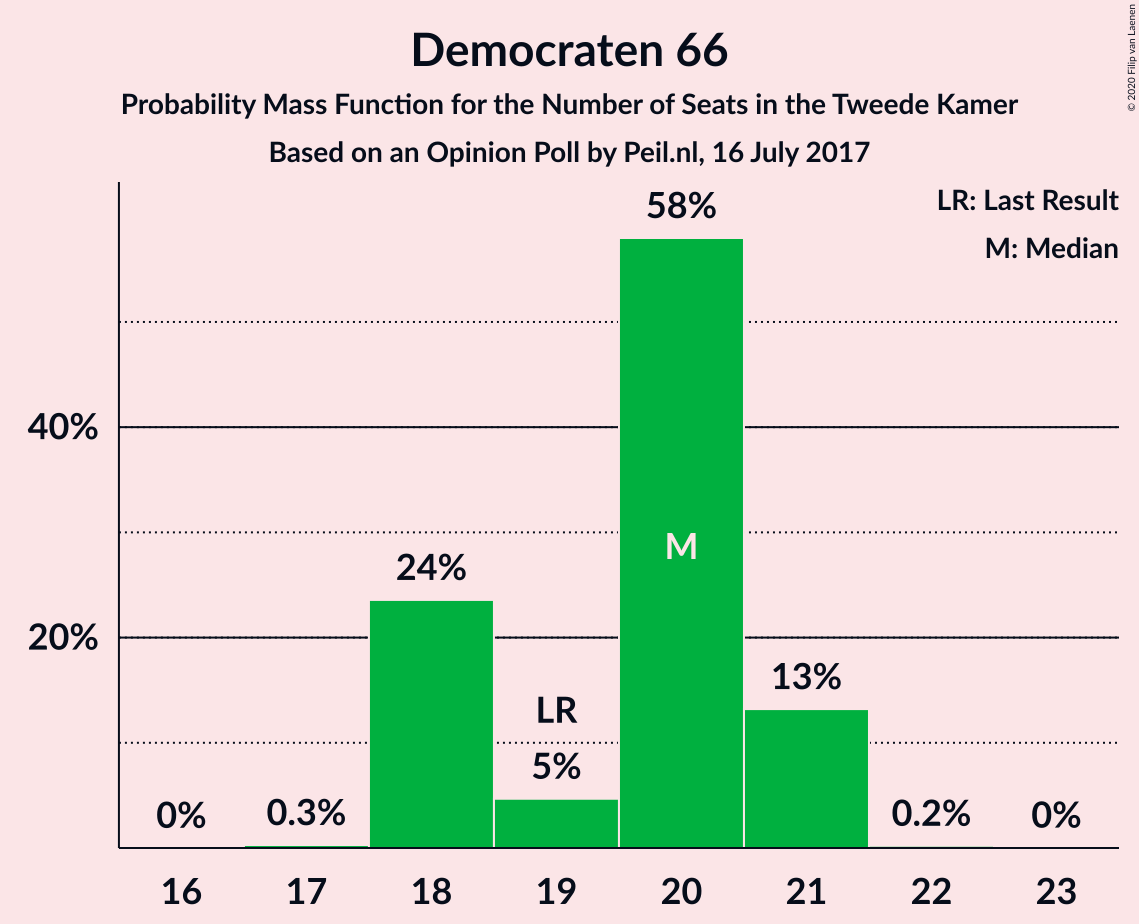 Democraten 66
Probability Mass Function for the Number of Seats in the Tweede Kamer
Based on an Opinion Poll by Peil.nl, 16 July 2017
© 2020 Filip van Laenen
LR: Last Result
M: Median
58%
40%
M
24%
20%
13%
LR
5%
0%
0.3%
0.2%
0%
16 17 18 19 20 21 22 23